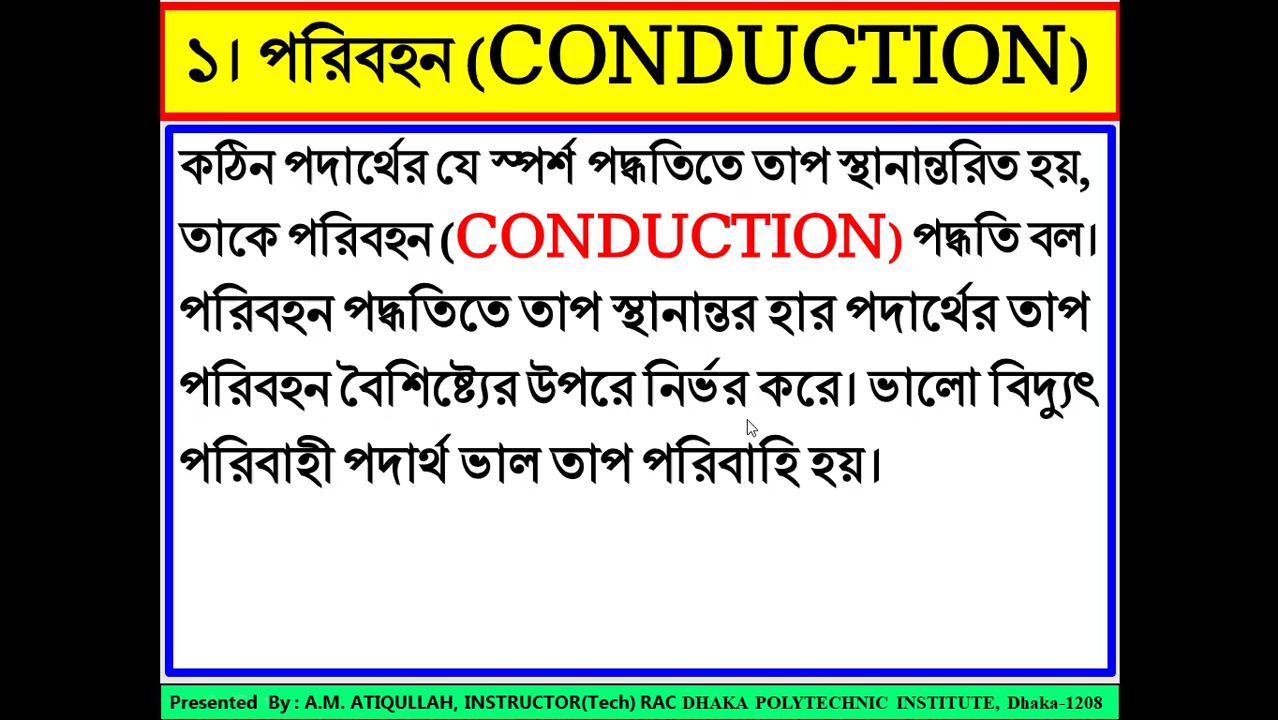 ১। পরিবহন (CONDUCTION)
কঠিন পদার্থের যে স্পর্শ পদ্ধতিতে তাপ স্থানান্তরিত হয়,
তাকে পরিবহন (CONDUCTION) পদ্ধতি বল।
পরিবহন পদ্ধতিতে তাপ স্থানান্তর হার পদার্থের তাপ
পরিবহন বৈশিষ্ট্যের উপরে নির্ভর করে। ভালো বিদ্যুৎ
পরিবাহী পদার্থ ভাল তাপ পরিবাহি হয়।
Presented By : A.M. ATIQULLAH, INSTRUCTOR(Tech) RAC DHAKA POLYTECHNIC INSTITUTE, Dhaka-1208